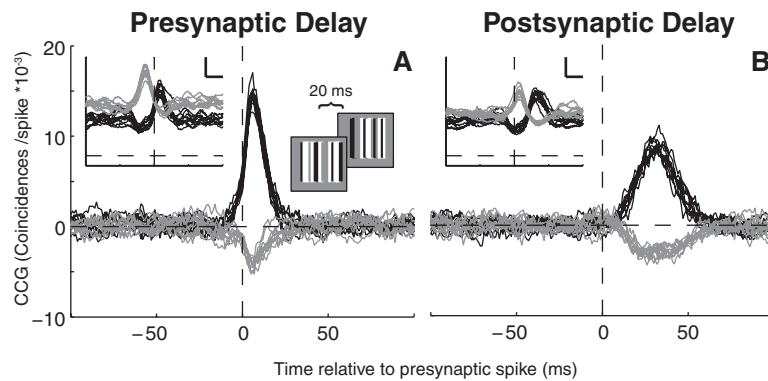 Presynaptic Delay
Postsynaptic Delay
A
B
20 ms
CCG (Coincidences /spike *10⁻³)
20
10
0
−10
−50
0
50
−50
0
50
Time relative to presynaptic spike (ms)